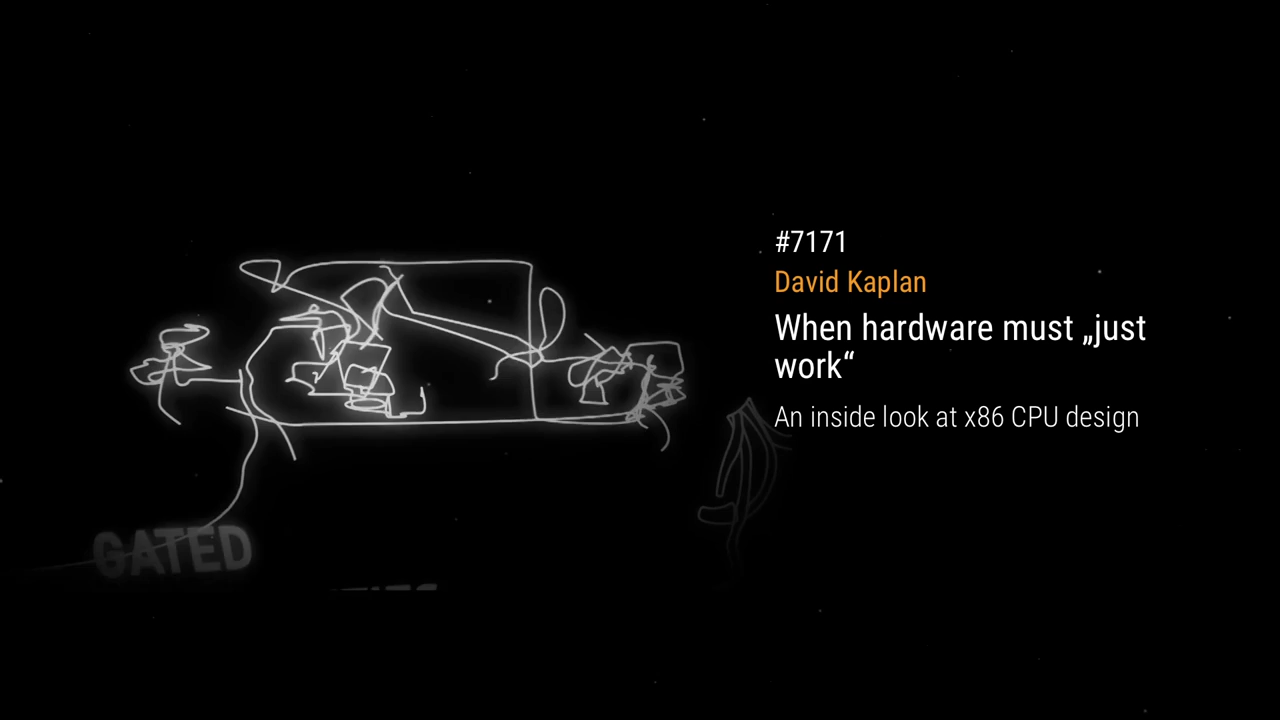 #7171
David Kaplan
When hardware must „just
work“
An inside look at x86 CPU design
GATED